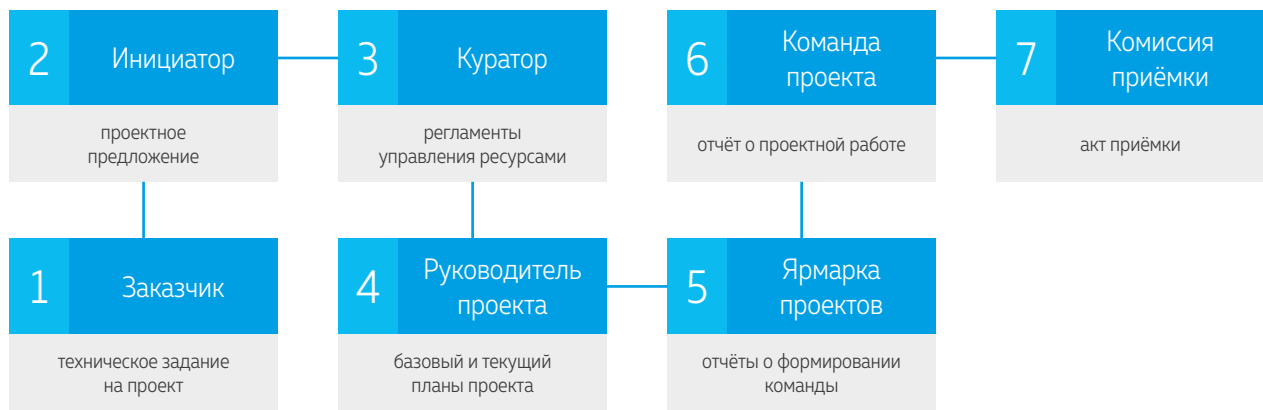 2
Инициатор
проектное
предложение
3
Куратор
регламенты
управления ресурсами
6
Команда
проекта
отчёт о проектной работе
7
Комиссия
приёмки
акт приёмки
1
Заказчик
техническое задание
на проект
4
Руководитель
проекта
базовый и текущий
планы проекта
5
Ярмарка
проектов
отчёты о формировании
команды